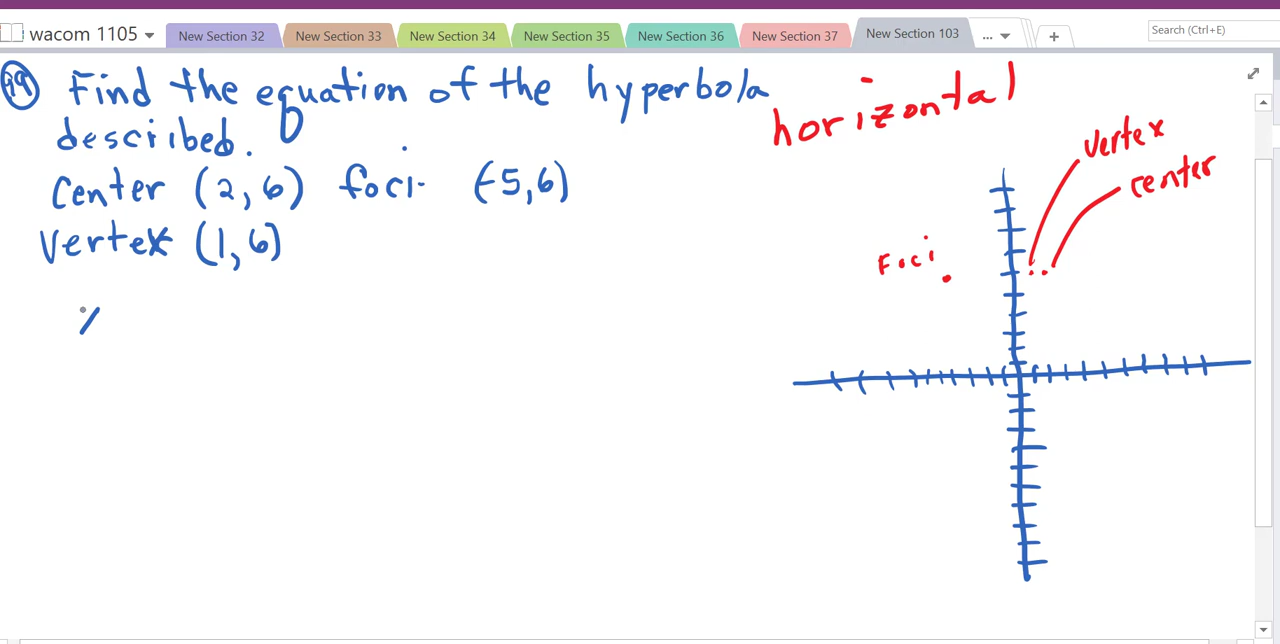 wacom 1105
New Section 32
New Section 33
New Section 34
New Section 35
New Section 36
New Section 37
New Section 103
...
+
Search (Ctrl+E)
Find the equation of the hyperbola
described.
Center (2,6) foci (-5,6)
Vertex (1,6)
horizontal
vertex
center
Foci